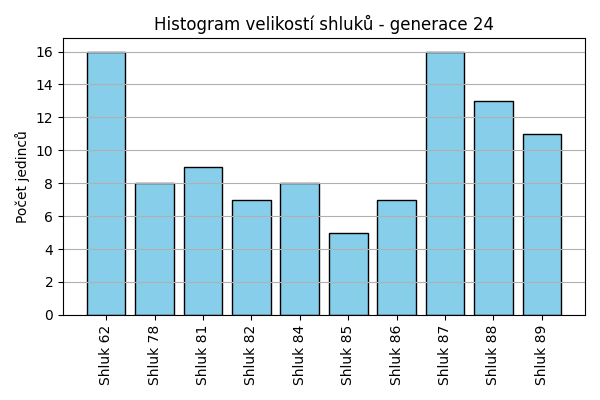 Histogram velikostí shluků - generace 24
Počet jedinců
16
14
12
10
8
6
4
2
0
Shluk 62
Shluk 78
Shluk 81
Shluk 82
Shluk 84
Shluk 85
Shluk 86
Shluk 87
Shluk 88
Shluk 89